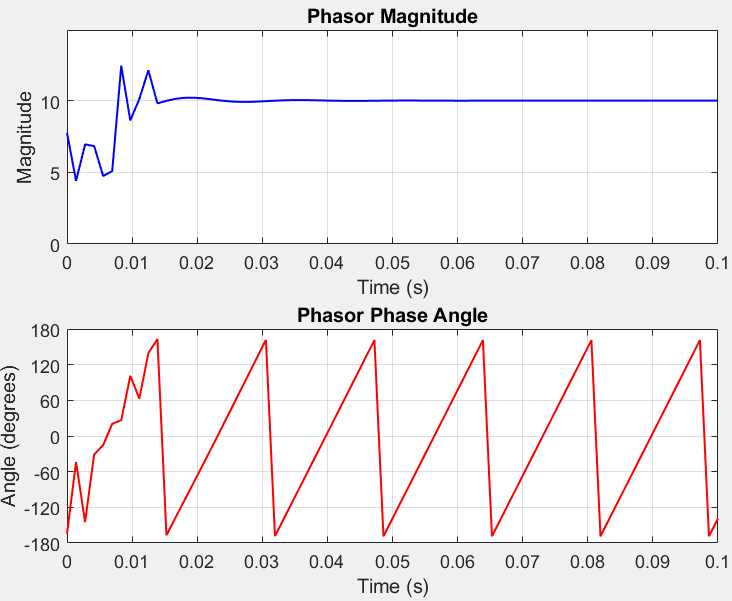 Phasor Magnitude
Magnitude
10
5
0
0 0.01 0.02 0.03 0.04 0.05 0.06 0.07 0.08 0.09 0.1
Time (s)
Phasor Phase Angle
Angle (degrees)
180
120
60
0
-60
-120
-180
0 0.01 0.02 0.03 0.04 0.05 0.06 0.07 0.08 0.09 0.1
Time (s)